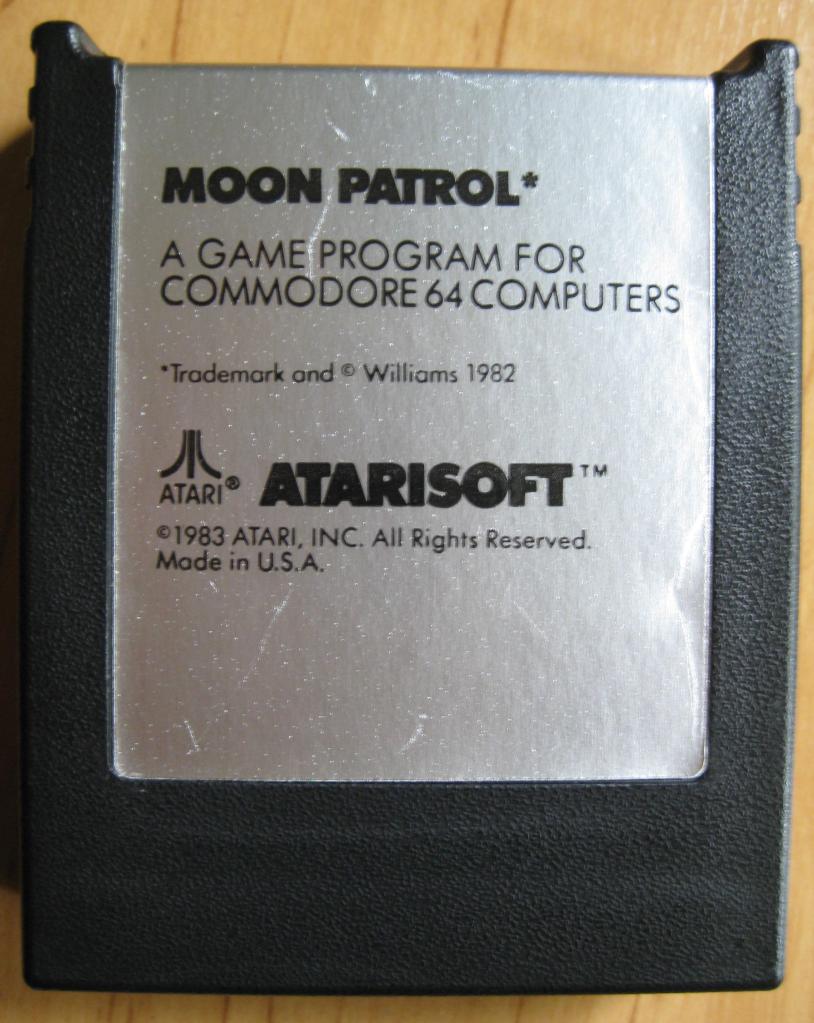 MOON PATROL*
A GAME PROGRAM FOR
COMMODORE 64 COMPUTERS
*Trademark and © Williams 1982
ATARI® ATARISOFT™
©1983 ATARI, INC. All Rights Reserved.
Made in U.S.A.